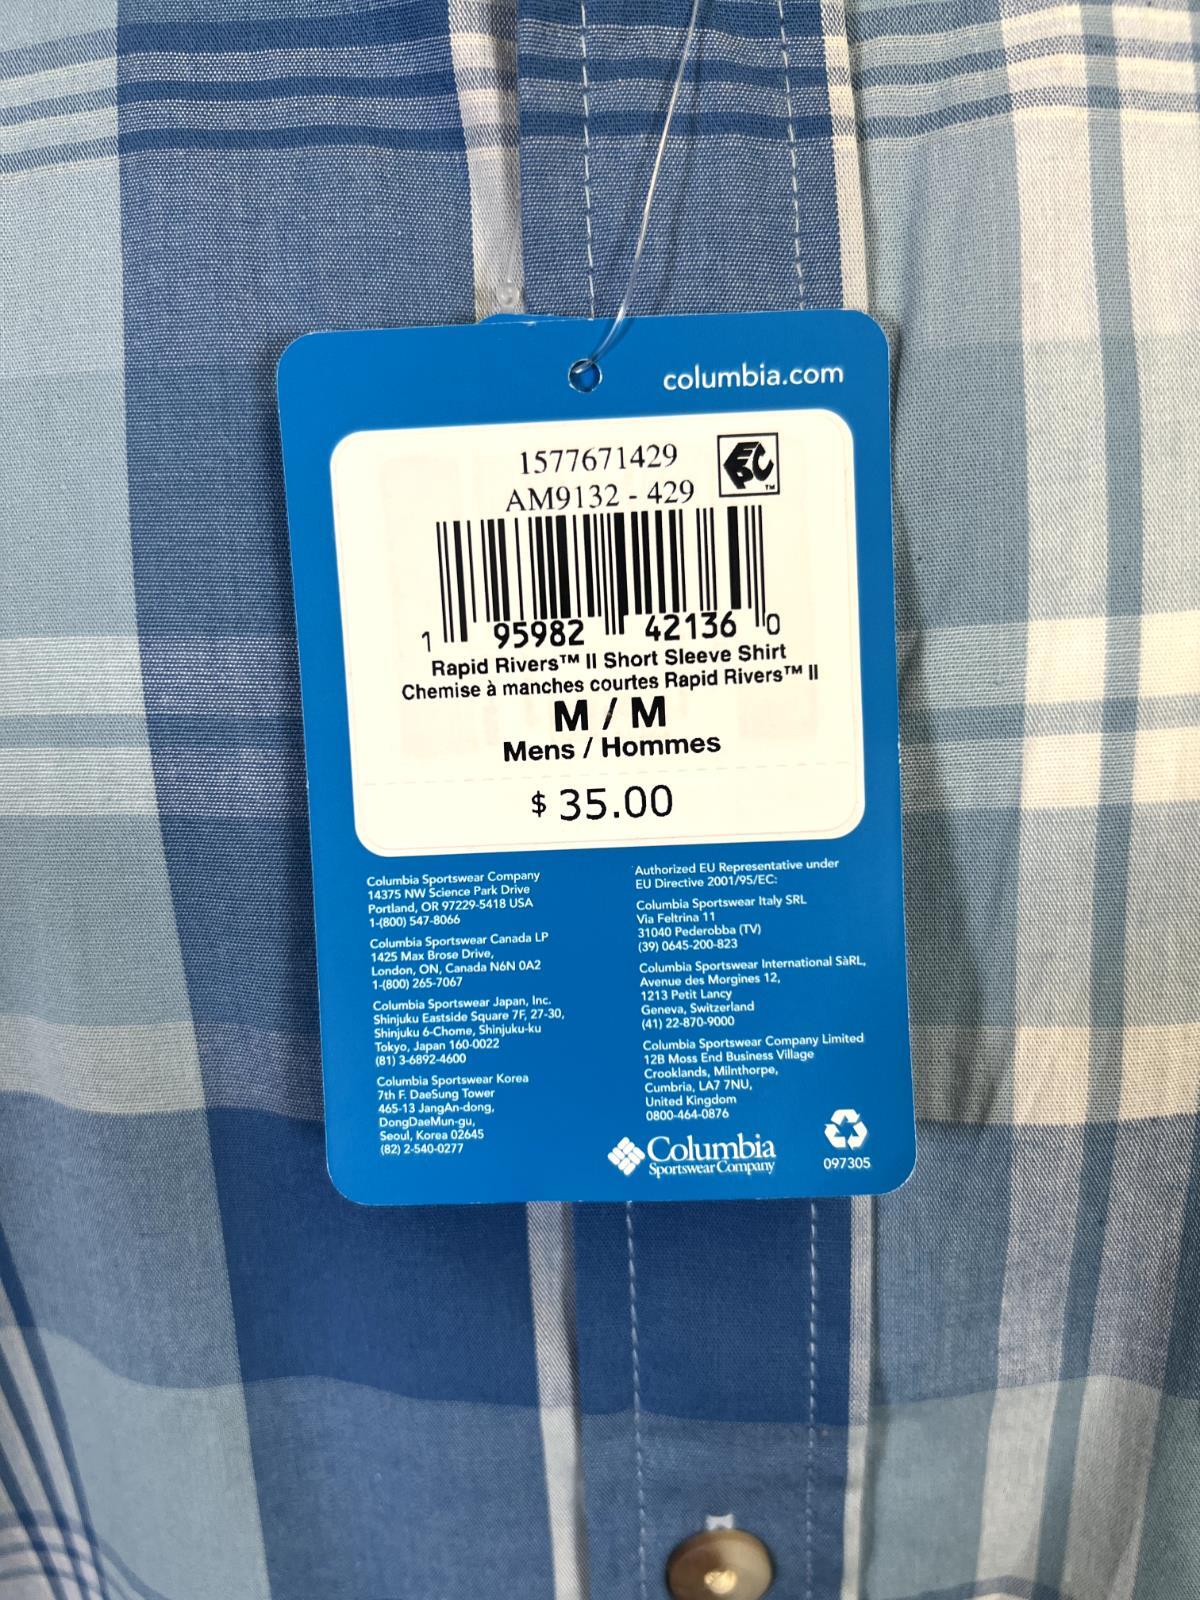 columbia.com
1577671429
AM9132 - 429
EBC™
1 95982 42136 0
Rapid Rivers™ II Short Sleeve Shirt
Chemise à manches courtes Rapid Rivers™ II
M / M
Mens / Hommes
$ 35.00
Columbia Sportswear Company
14375 NW Science Park Drive
Portland, OR 97229-5418 USA
1-(800) 547-8066
Columbia Sportswear Canada LP
1425 Max Brose Drive,
London, ON, Canada N6N 0A2
1-(800) 265-7067
Columbia Sportswear Japan, Inc.
Shinjuku Eastside Square 7F, 27-30,
Shinjuku 6-Chome, Shinjuku-ku
Tokyo, Japan 160-0022
(81) 3-6892-4600
Columbia Sportswear Korea
7th F. DaeSung Tower
465-13 JangAn-dong,
DongDaeMun-gu,
Seoul, Korea 02645
(82) 2-540-0277
Authorized EU Representative under
EU Directive 2001/95/EC:
Columbia Sportswear Italy SRL
Via Feltrina 11
31040 Pederobba (TV)
(39) 0645-200-823
Columbia Sportswear International SàRL,
Avenue des Morgines 12,
1213 Petit Lancy
Geneva, Switzerland
(41) 22-870-9000
Columbia Sportswear Company Limited
12B Moss End Business Village
Crooklands, Milnthorpe,
Cumbria, LA7 7NU,
United Kingdom
0800-464-0876
Columbia
Sportswear Company
097305